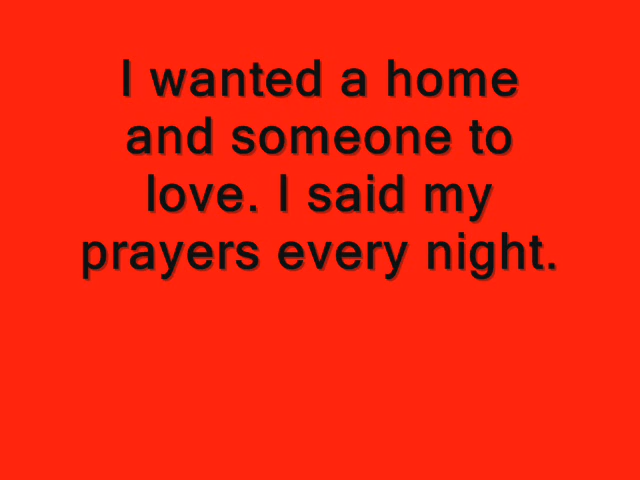 I wanted a home
and someone to
love. I said my
prayers every night.